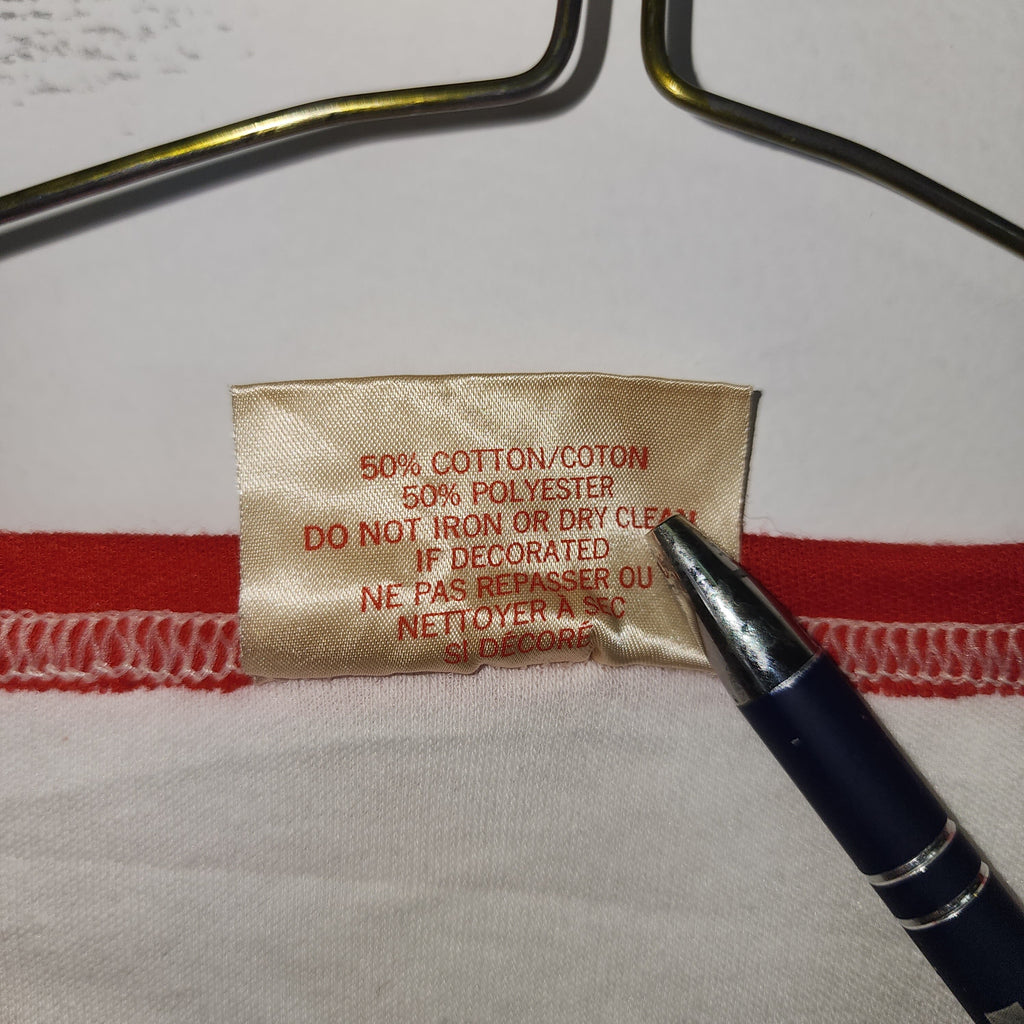 50% COTTON/COTON
50% POLYESTER
DO NOT IRON OR DRY CLEAN
IF DECORATED
NE PAS REPASSER OU
NETTOYER À SEC
SI DÉCORÉ